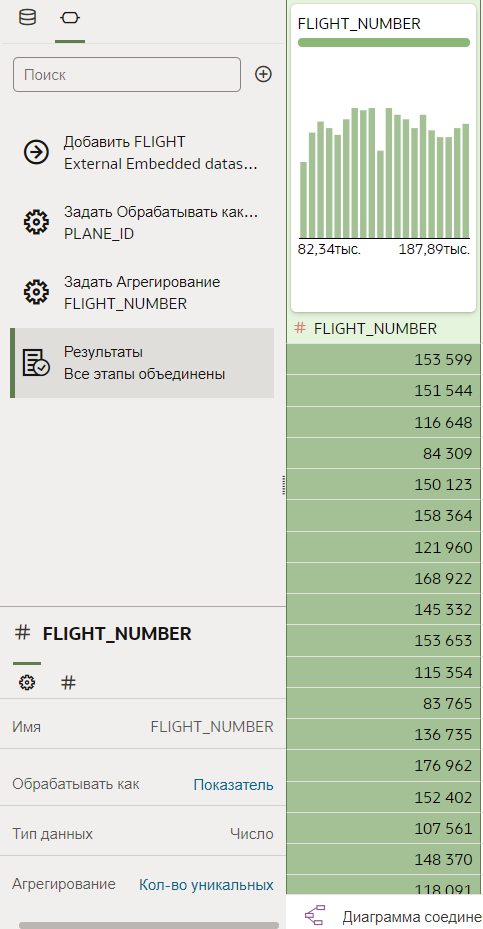 Поиск
Добавить FLIGHT
External Embedded datas...
Задать Обрабатывать как...
PLANE_ID
Задать Агрегирование
FLIGHT_NUMBER
Результаты
Все этапы объединены
# FLIGHT_NUMBER
#
Имя FLIGHT_NUMBER
Обрабатывать как Показатель
Тип данных Число
Агрегирование Кол-во уникальных
FLIGHT_NUMBER
82,34тыс. 187,89тыс.
# FLIGHT_NUMBER
153 599
151 544
116 648
84 309
150 123
158 364
121 960
168 922
145 332
153 653
115 354
83 765
136 735
176 962
152 402
107 561
148 370
118 091
Диаграмма соедине